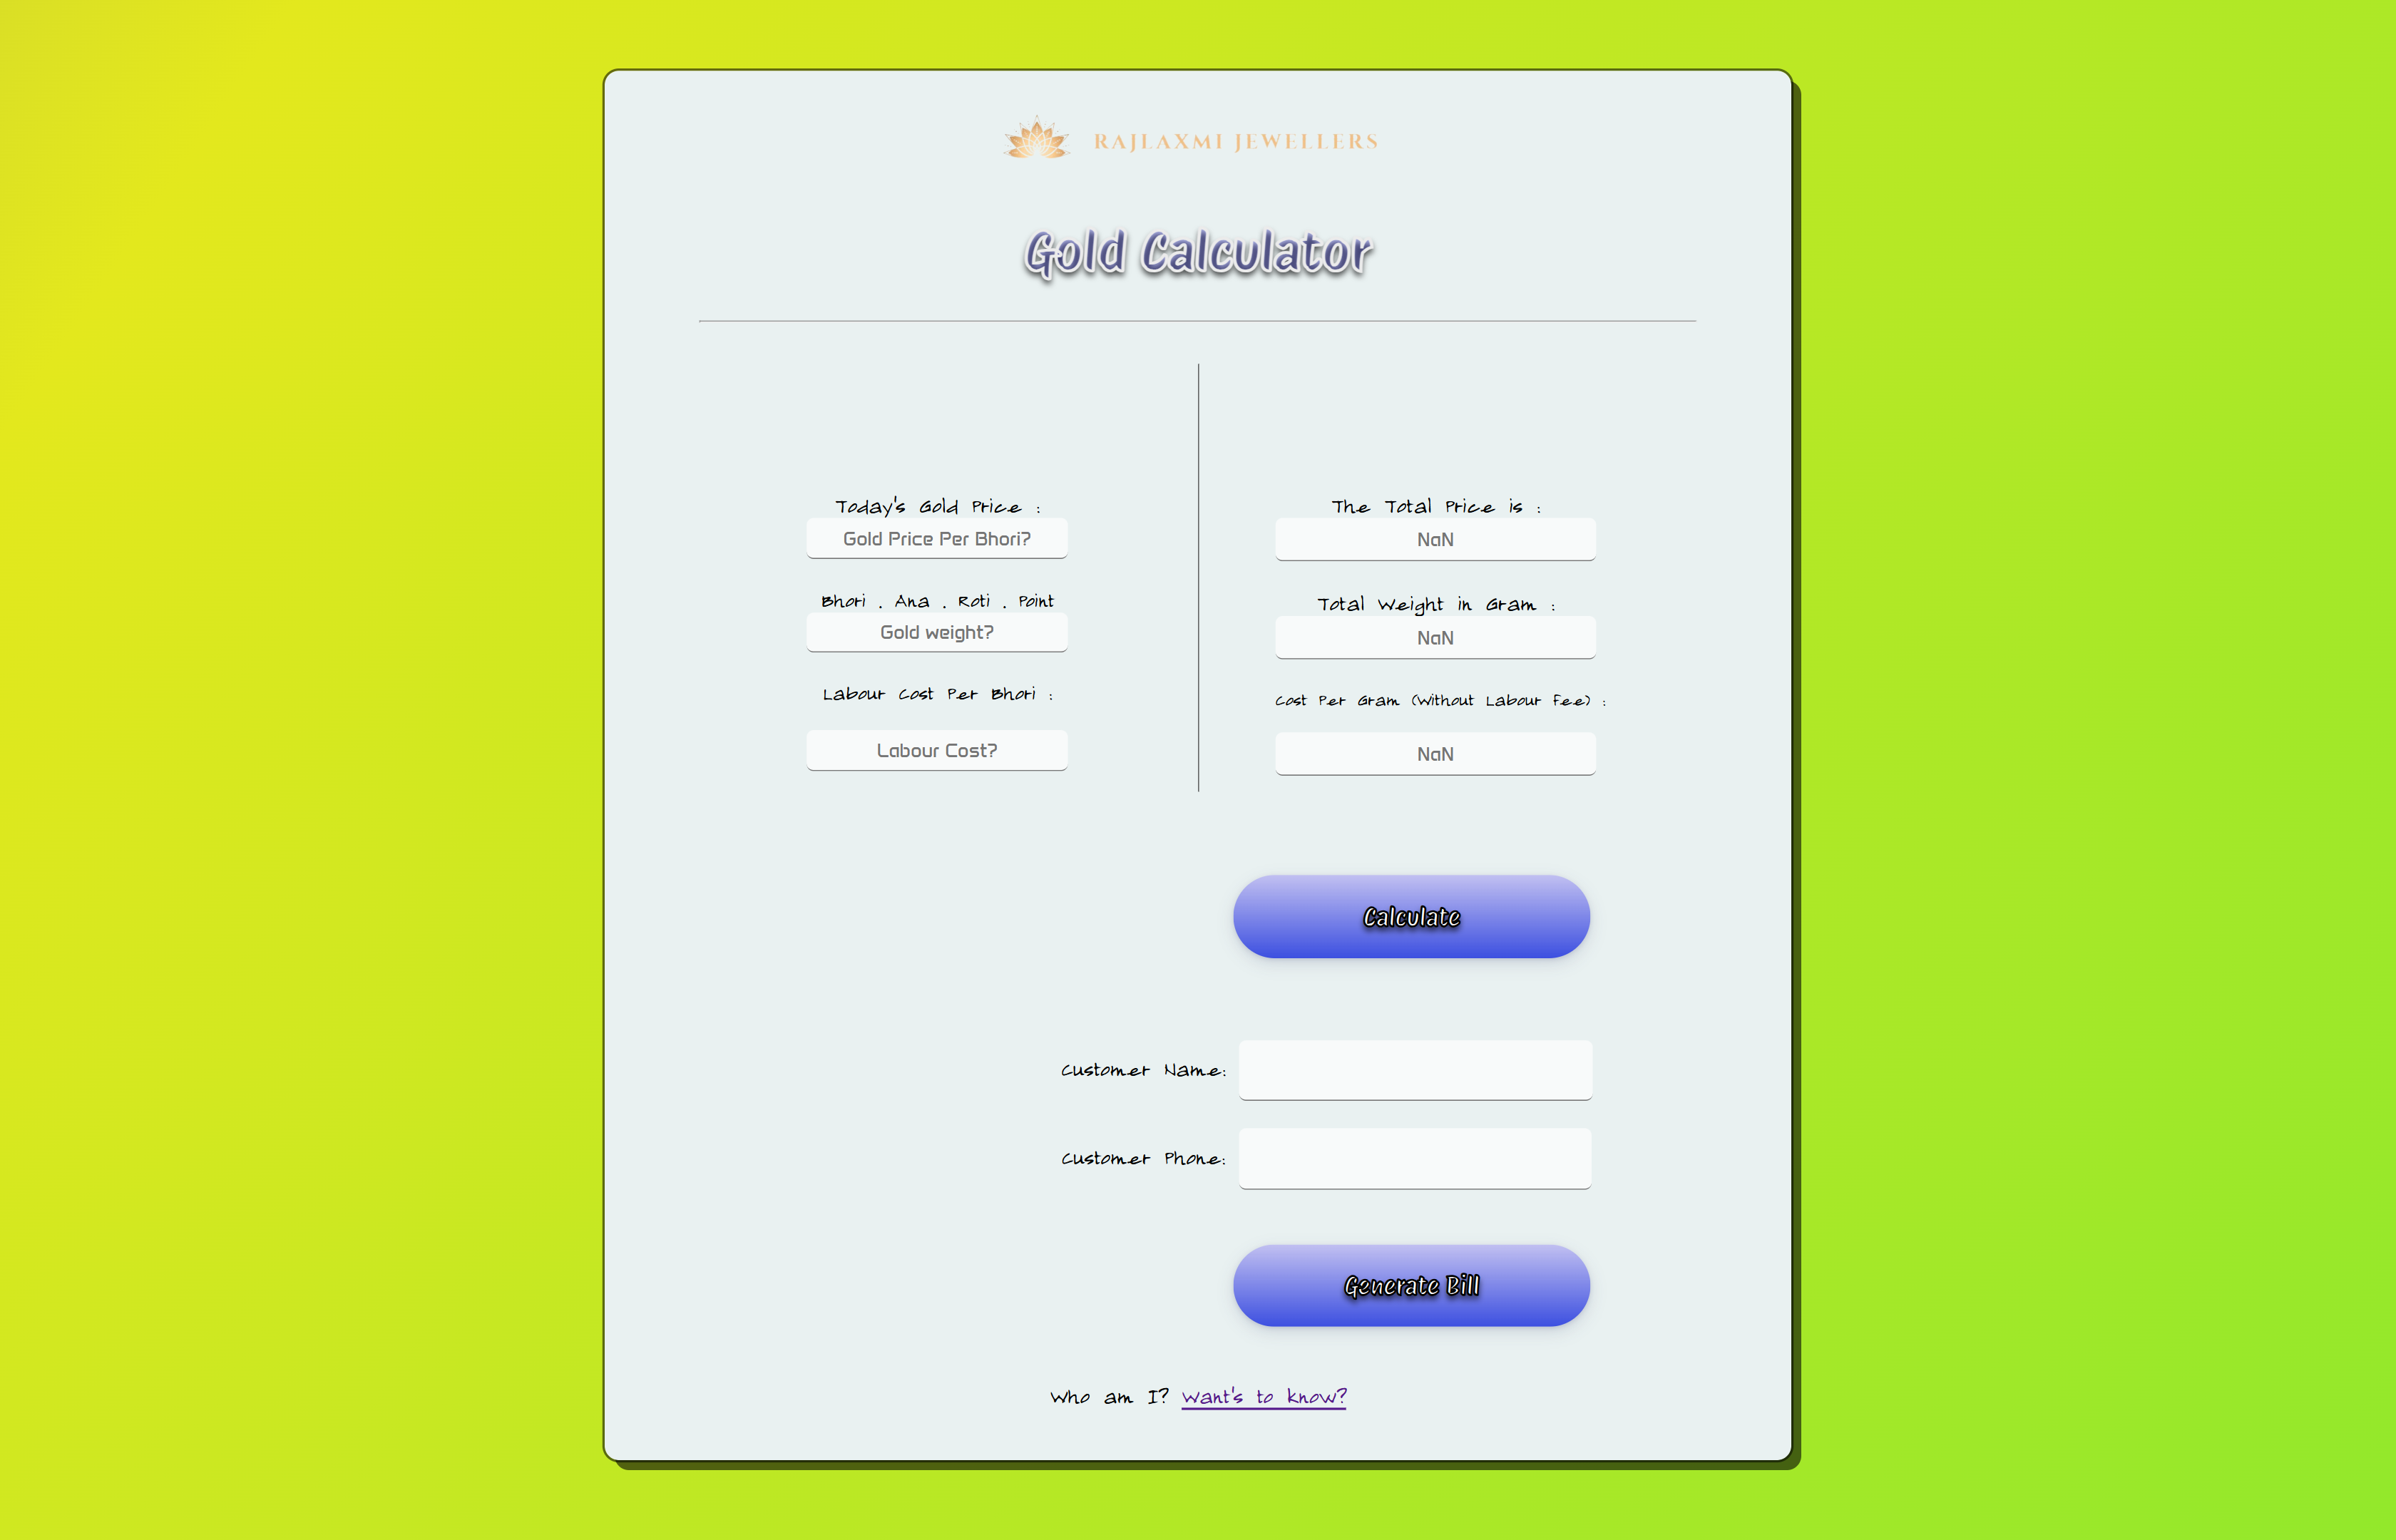 RAJLAXMI JEWELLERS
Gold Calculator
Today's Gold Price :
Gold Price Per Bhori?
Bhori . Ana . Roti . Point
Gold weight?
Labour Cost Per Bhori :
Labour Cost?
The Total Price is :
NaN
Total Weight in Gram :
NaN
Cost Per Gram (Without Labour Fee) :
NaN
Calculate
Customer Name:
Customer Phone:
Generate Bill
Who am I? Want's to know?